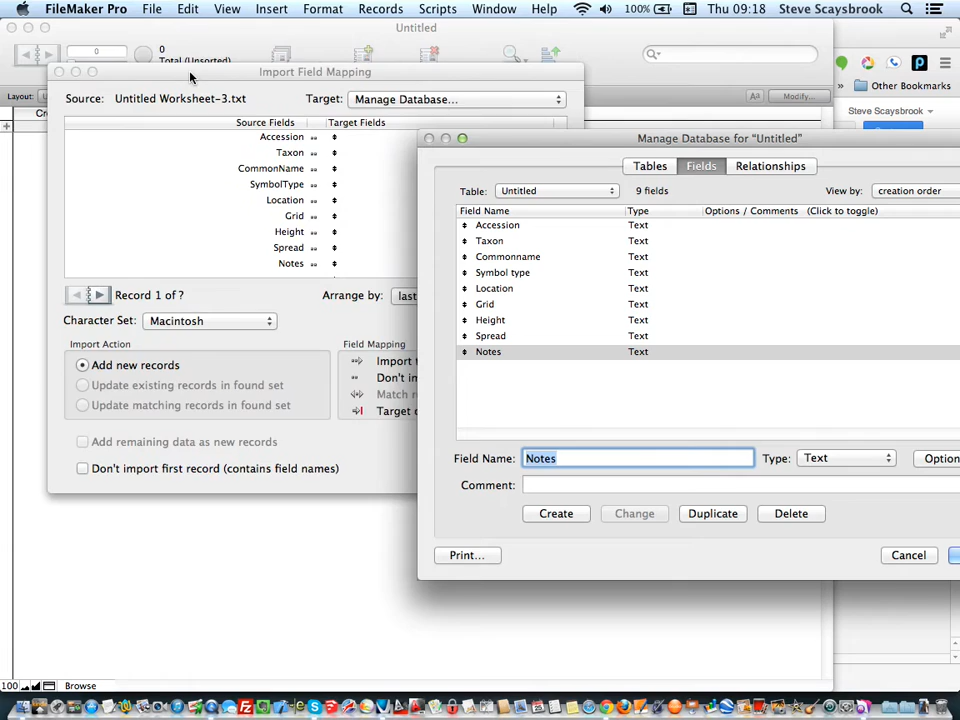 FileMaker Pro File Edit View Insert Format Records Scripts Window Help 100% Thu 09:18 Steve Scaysbrook
Untitled
0 0
Total (Unsorted)
Layout: Modify...
» Other Bookmarks
Steve Scaysbrook
Import Field Mapping
Source: Untitled Worksheet-3.txt Target: Manage Database...
Source Fields Target Fields
Accession
Taxon
CommonName
SymbolType
Location
Grid
Height
Spread
Notes
Record 1 of ? Arrange by: last
Character Set: Macintosh
Import Action
Add new records
Update existing records in found set
Update matching records in found set
Add remaining data as new records
Don't import first record (contains field names)
Field Mapping
Import t
Don't in
Match r
Target c
Manage Database for "Untitled"
Tables Fields Relationships
Table: Untitled 9 fields View by: creation order
Field Name Type Options / Comments (Click to toggle)
Accession Text
Taxon Text
Commonname Text
Symbol type Text
Location Text
Grid Text
Height Text
Spread Text
Notes Text
Field Name: Notes Type: Text Option
Comment:
Create Change Duplicate Delete
Print... Cancel
100 Browse